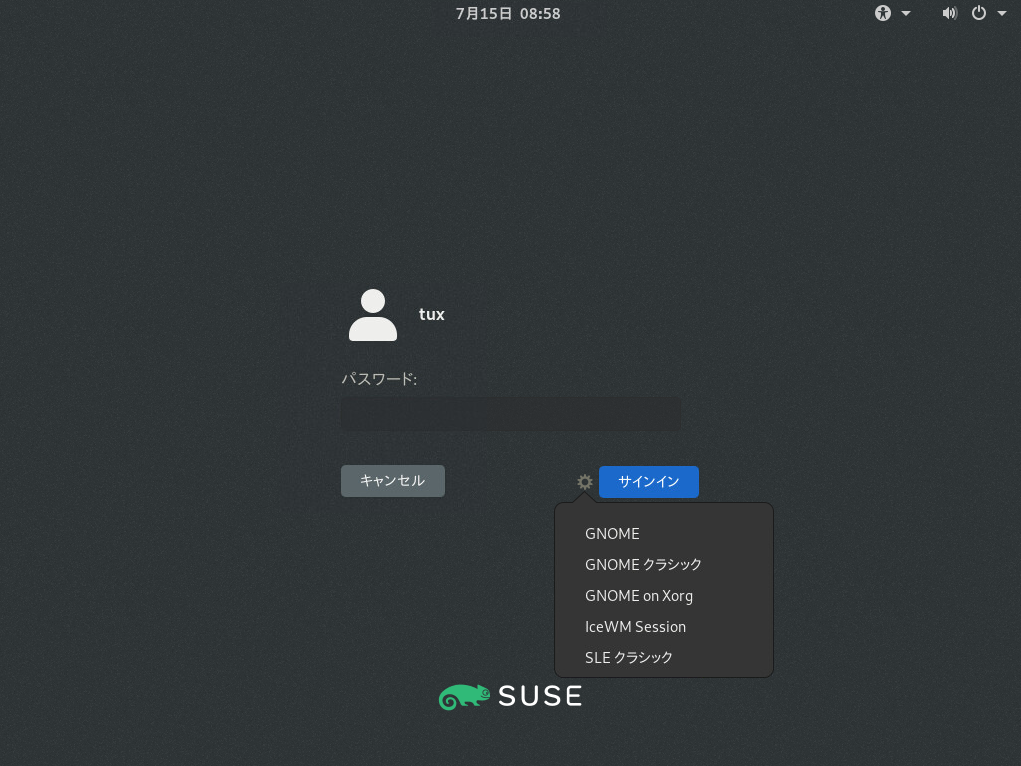 7月15日 08:58
tux
パスワード:
キャンセル
サインイン
GNOME
GNOME クラシック
GNOME on Xorg
IceWM Session
SLE クラシック
SUSE